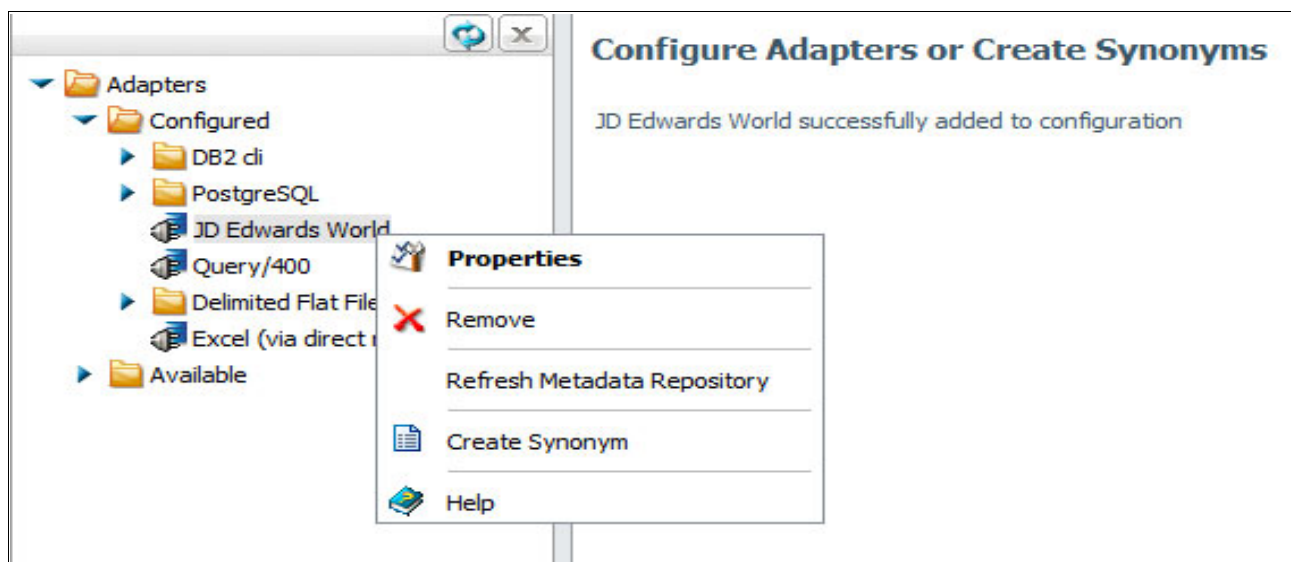 Configure Adapters or Create Synonyms
JD Edwards World successfully added to configuration
Adapters
Configured
DB2 cli
PostgreSQL
JD Edwards World
Query/400
Delimited Flat File
Excel (via direct
Available
Properties
Remove
Refresh Metadata Repository
Create Synonym
Help